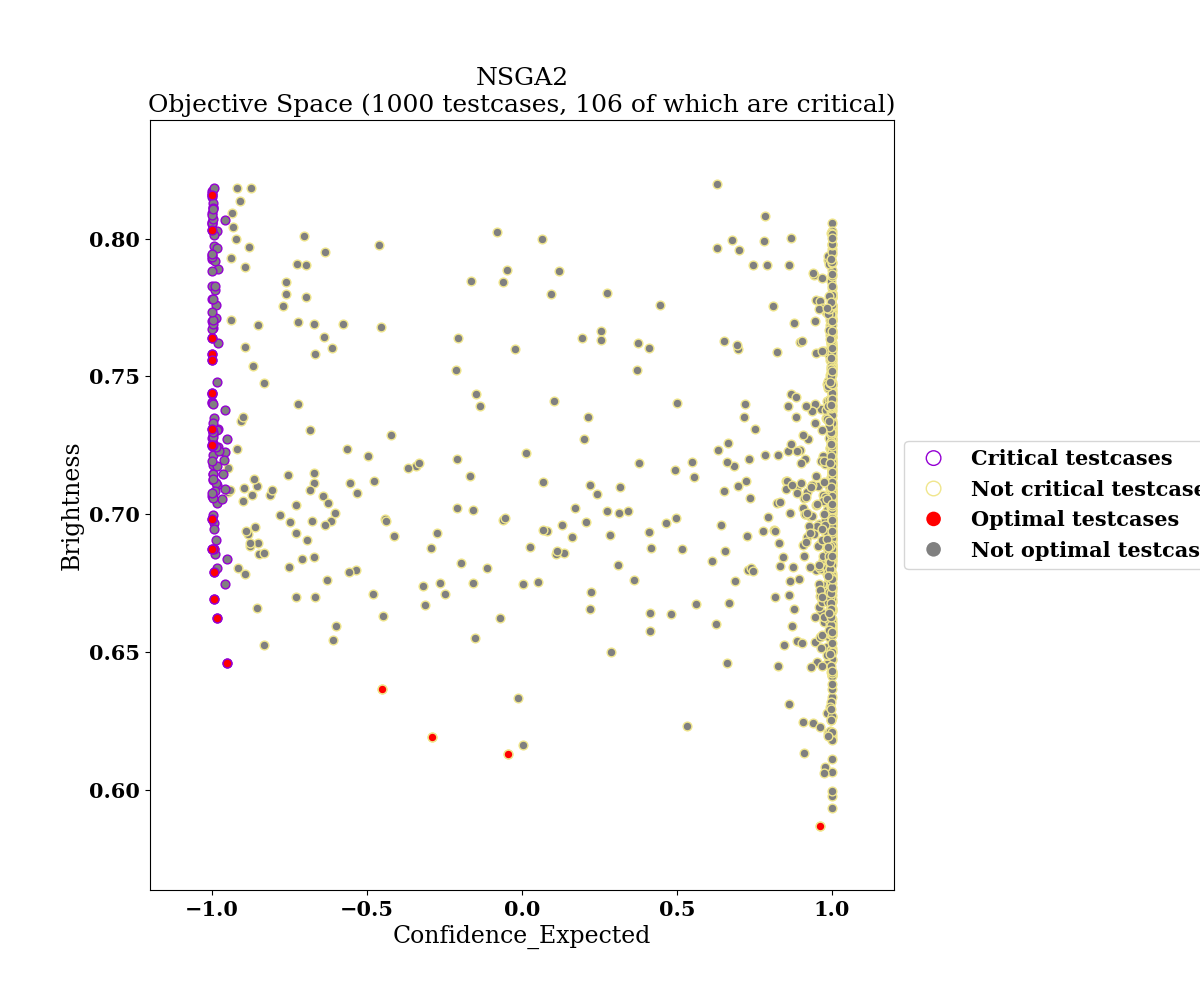 NSGA2
Objective Space (1000 testcases, 106 of which are critical)
0.80
0.75
0.70
0.65
0.60
Brightness
−1.0
−0.5
0.0
0.5
1.0
Confidence_Expected
Critical testcases
Not critical testcase
Optimal testcases
Not optimal testcas